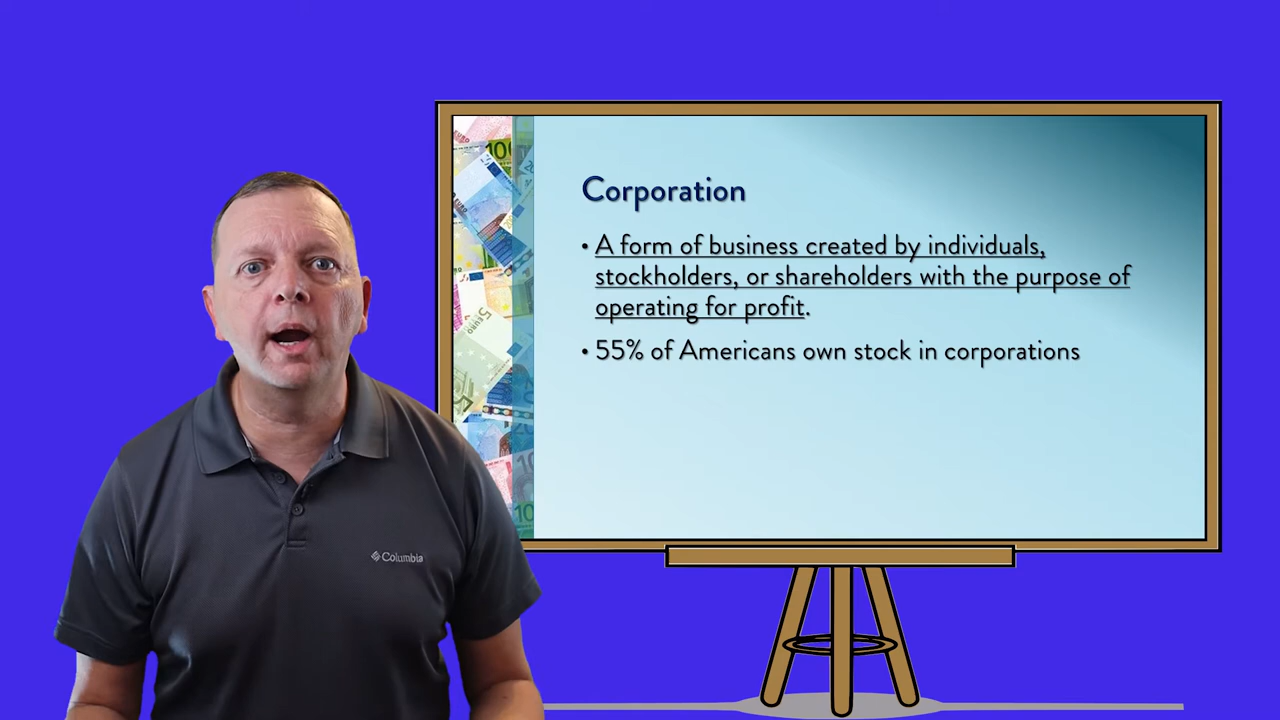 Corporation
• A form of business created by individuals,
stockholders, or shareholders with the purpose of
operating for profit.
• 55% of Americans own stock in corporations
Columbia